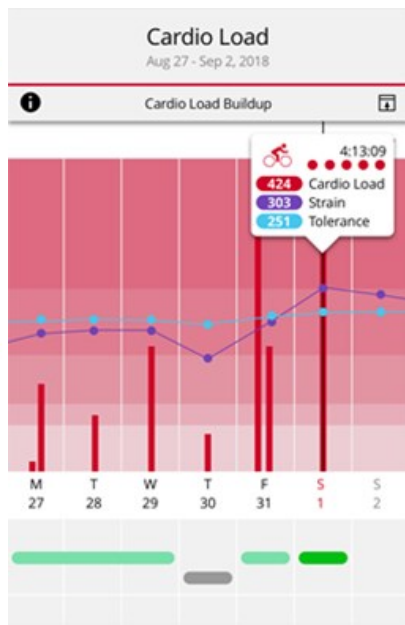 Cardio Load
Aug 27 - Sep 2, 2018
Cardio Load Buildup
4:13:09
424 Cardio Load
303 Strain
251 Tolerance
M T W T F S S
27 28 29 30 31 1 2